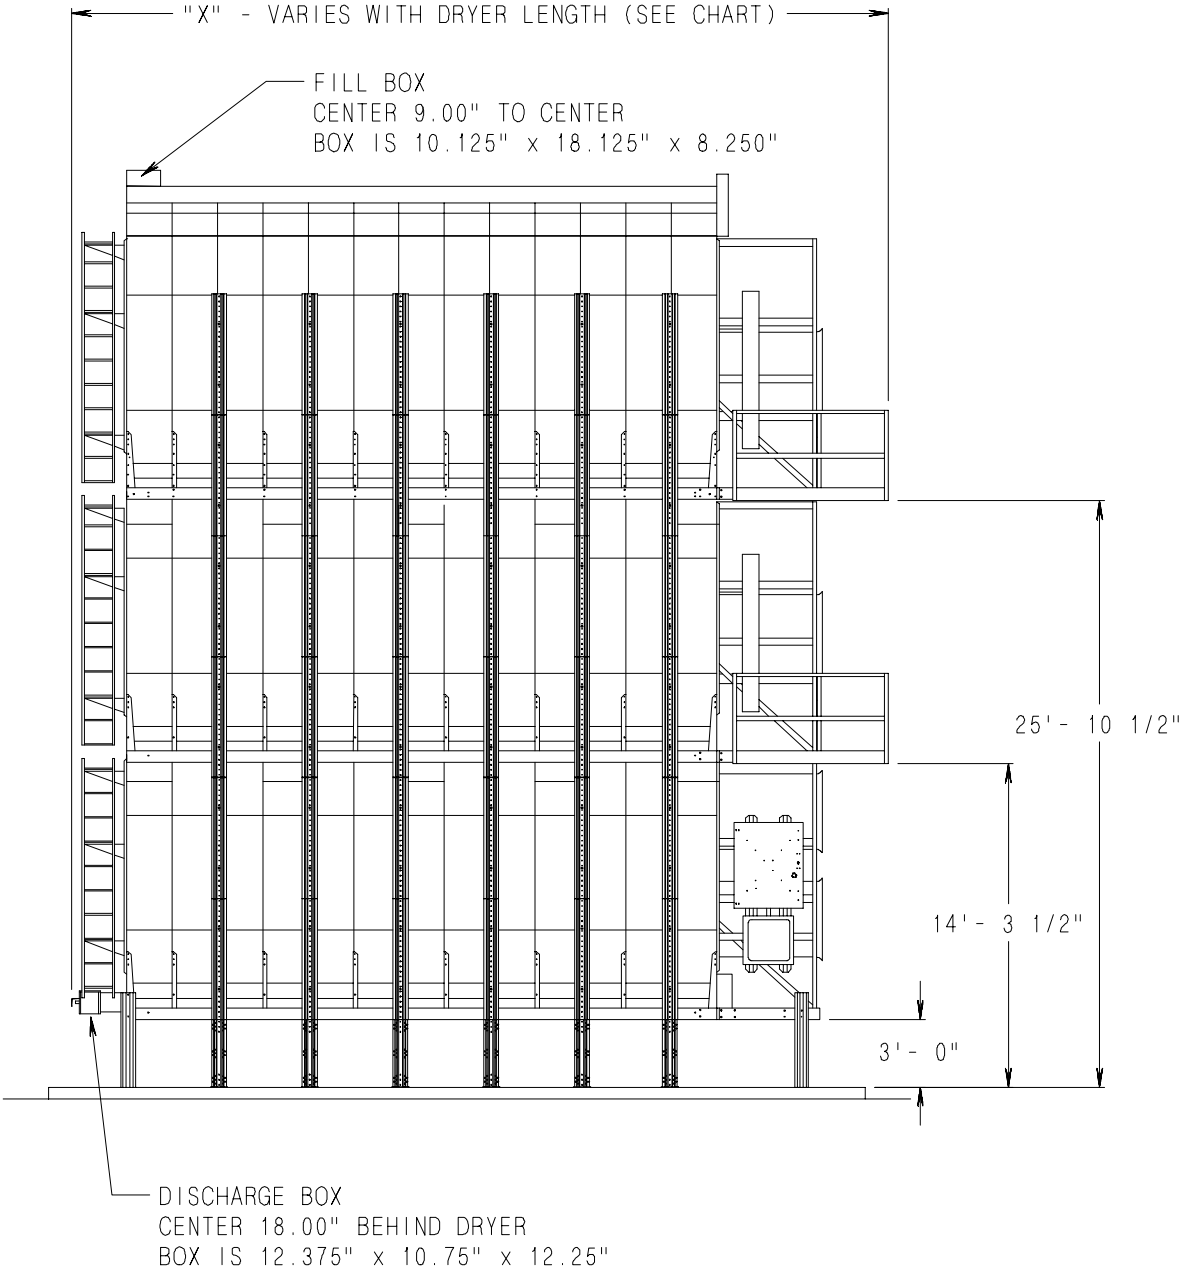 "X" - VARIES WITH DRYER LENGTH (SEE CHART)
FILL BOX
CENTER 9.00" TO CENTER
BOX IS 10.125" x 18.125" x 8.250"
25'- 10 1/2"
14'- 3 1/2"
3'- 0"
DISCHARGE BOX
CENTER 18.00" BEHIND DRYER
BOX IS 12.375" x 10.75" x 12.25"